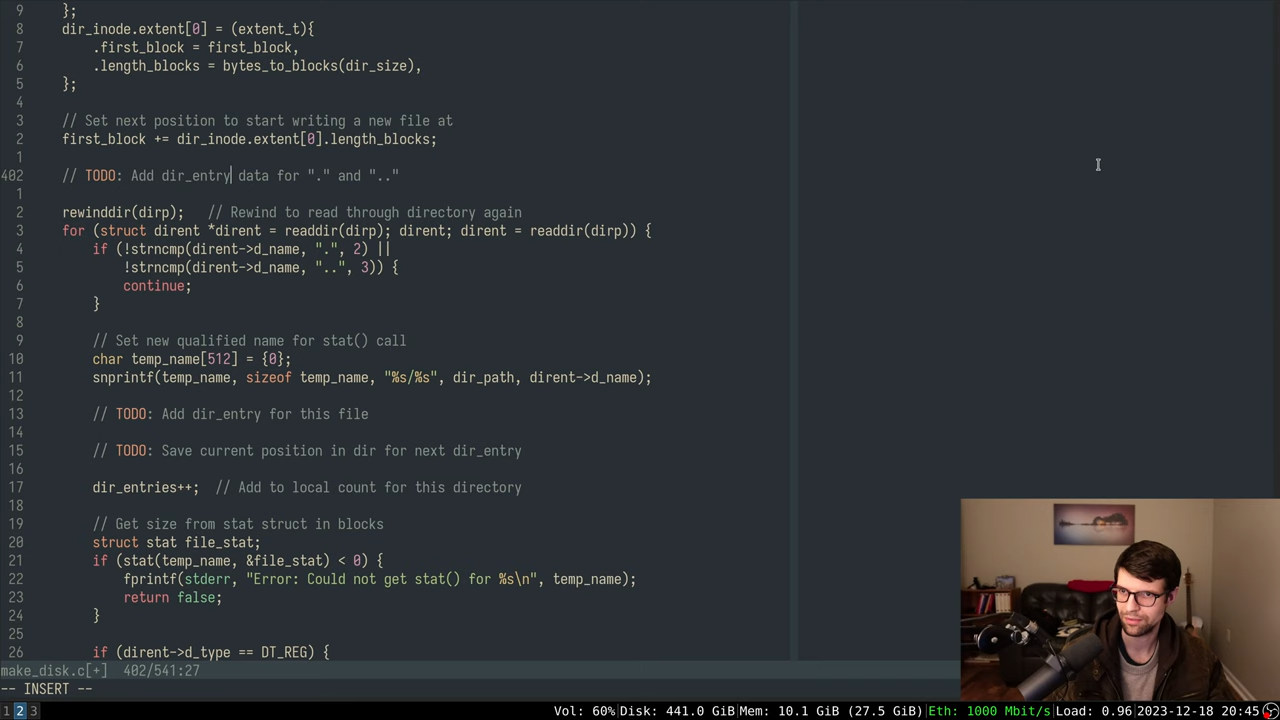 9     };
8     dir_inode.extent[0] = (extent_t){
7         .first_block = first_block,
6         .length_blocks = bytes_to_blocks(dir_size),
5     };
4
3     // Set next position to start writing a new file at
2     first_block += dir_inode.extent[0].length_blocks;
1
402     // TODO: Add dir_entry data for "." and ".."
1
2     rewinddir(dirp);   // Rewind to read through directory again
3     for (struct dirent *dirent = readdir(dirp); dirent; dirent = readdir(dirp)) {
4         if (!strncmp(dirent->d_name, ".", 2) ||
5             !strncmp(dirent->d_name, "..", 3)) {
6             continue;
7         }
8
9         // Set new qualified name for stat() call
10         char temp_name[512] = {0};
11         snprintf(temp_name, sizeof temp_name, "%s/%s", dir_path, dirent->d_name);
12
13         // TODO: Add dir_entry for this file
14
15         // TODO: Save current position in dir for next dir_entry
16
17         dir_entries++;  // Add to local count for this directory
18
19         // Get size from stat struct in blocks
20         struct stat file_stat;
21         if (stat(temp_name, &file_stat) < 0) {
22             fprintf(stderr, "Error: Could not get stat() for %s\n", temp_name);
23             return false;
24         }
25
26         if (dirent->d_type == DT_REG) {
make_disk.c[+]  402/541:27
-- INSERT --
1 2 3 Vol: 60%|Disk: 441.0 GiB|Mem: 10.1 GiB (27.5 GiB)|Eth: 1000 Mbit/s|Load: 0.96|2023-12-18 20:45